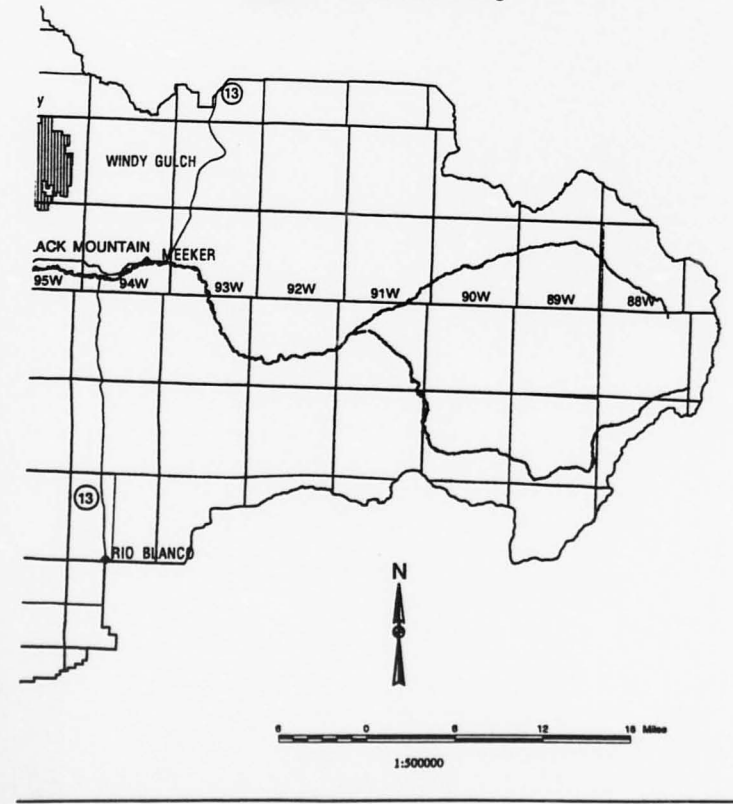 13
y
WINDY GULCH
LACK MOUNTAIN
MEEKER
95W 94W 93W 92W 91W 90W 89W 88W
13
RIO BLANCO
N
6 0 6 12 18 Miles
1:500000